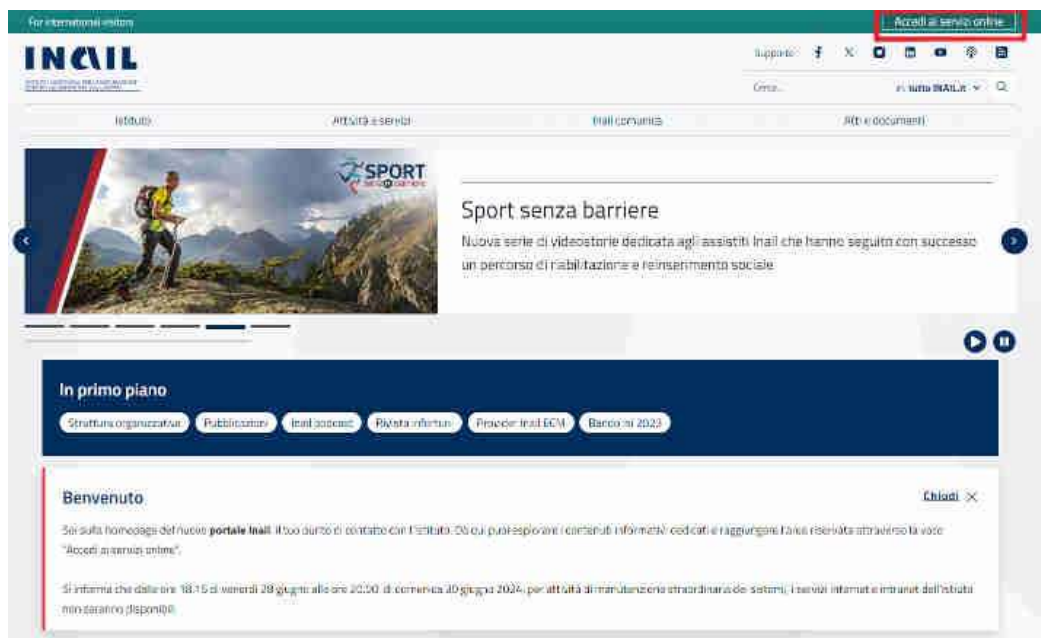 For international visitors
Accedi ai servizi online
INAIL
Supporto
Cerca...
in tutto INAIL.it
Istituto
Attività e servizi
Inail comunica
Atti e documenti
SPORT
Sport senza barriere
Nuova serie di videostorie dedicata agli assistiti Inail che hanno seguito con successo
un percorso di riabilitazione e reinserimento sociale
In primo piano
Struttura organizzativa
Pubblicazioni
Inail podcast
Rivista infortuni
Provider Inail ECM
Bando Isi 2023
Benvenuto
Chiudi
Sei sulla homepage del nuovo portale Inail, il tuo punto di contatto con l'Istituto. Da qui puoi esplorare i contenuti informativi dedicati e raggiungere l'area riservata attraverso la voce
"Accedi ai servizi online".
Si informa che dalle ore 18.15 di venerdì 28 giugno alle ore 20.00 di domenica 30 giugno 2024, per attività di manutenzione straordinaria dei sistemi, i servizi internet e intranet dell'Istituto
non saranno disponibili.